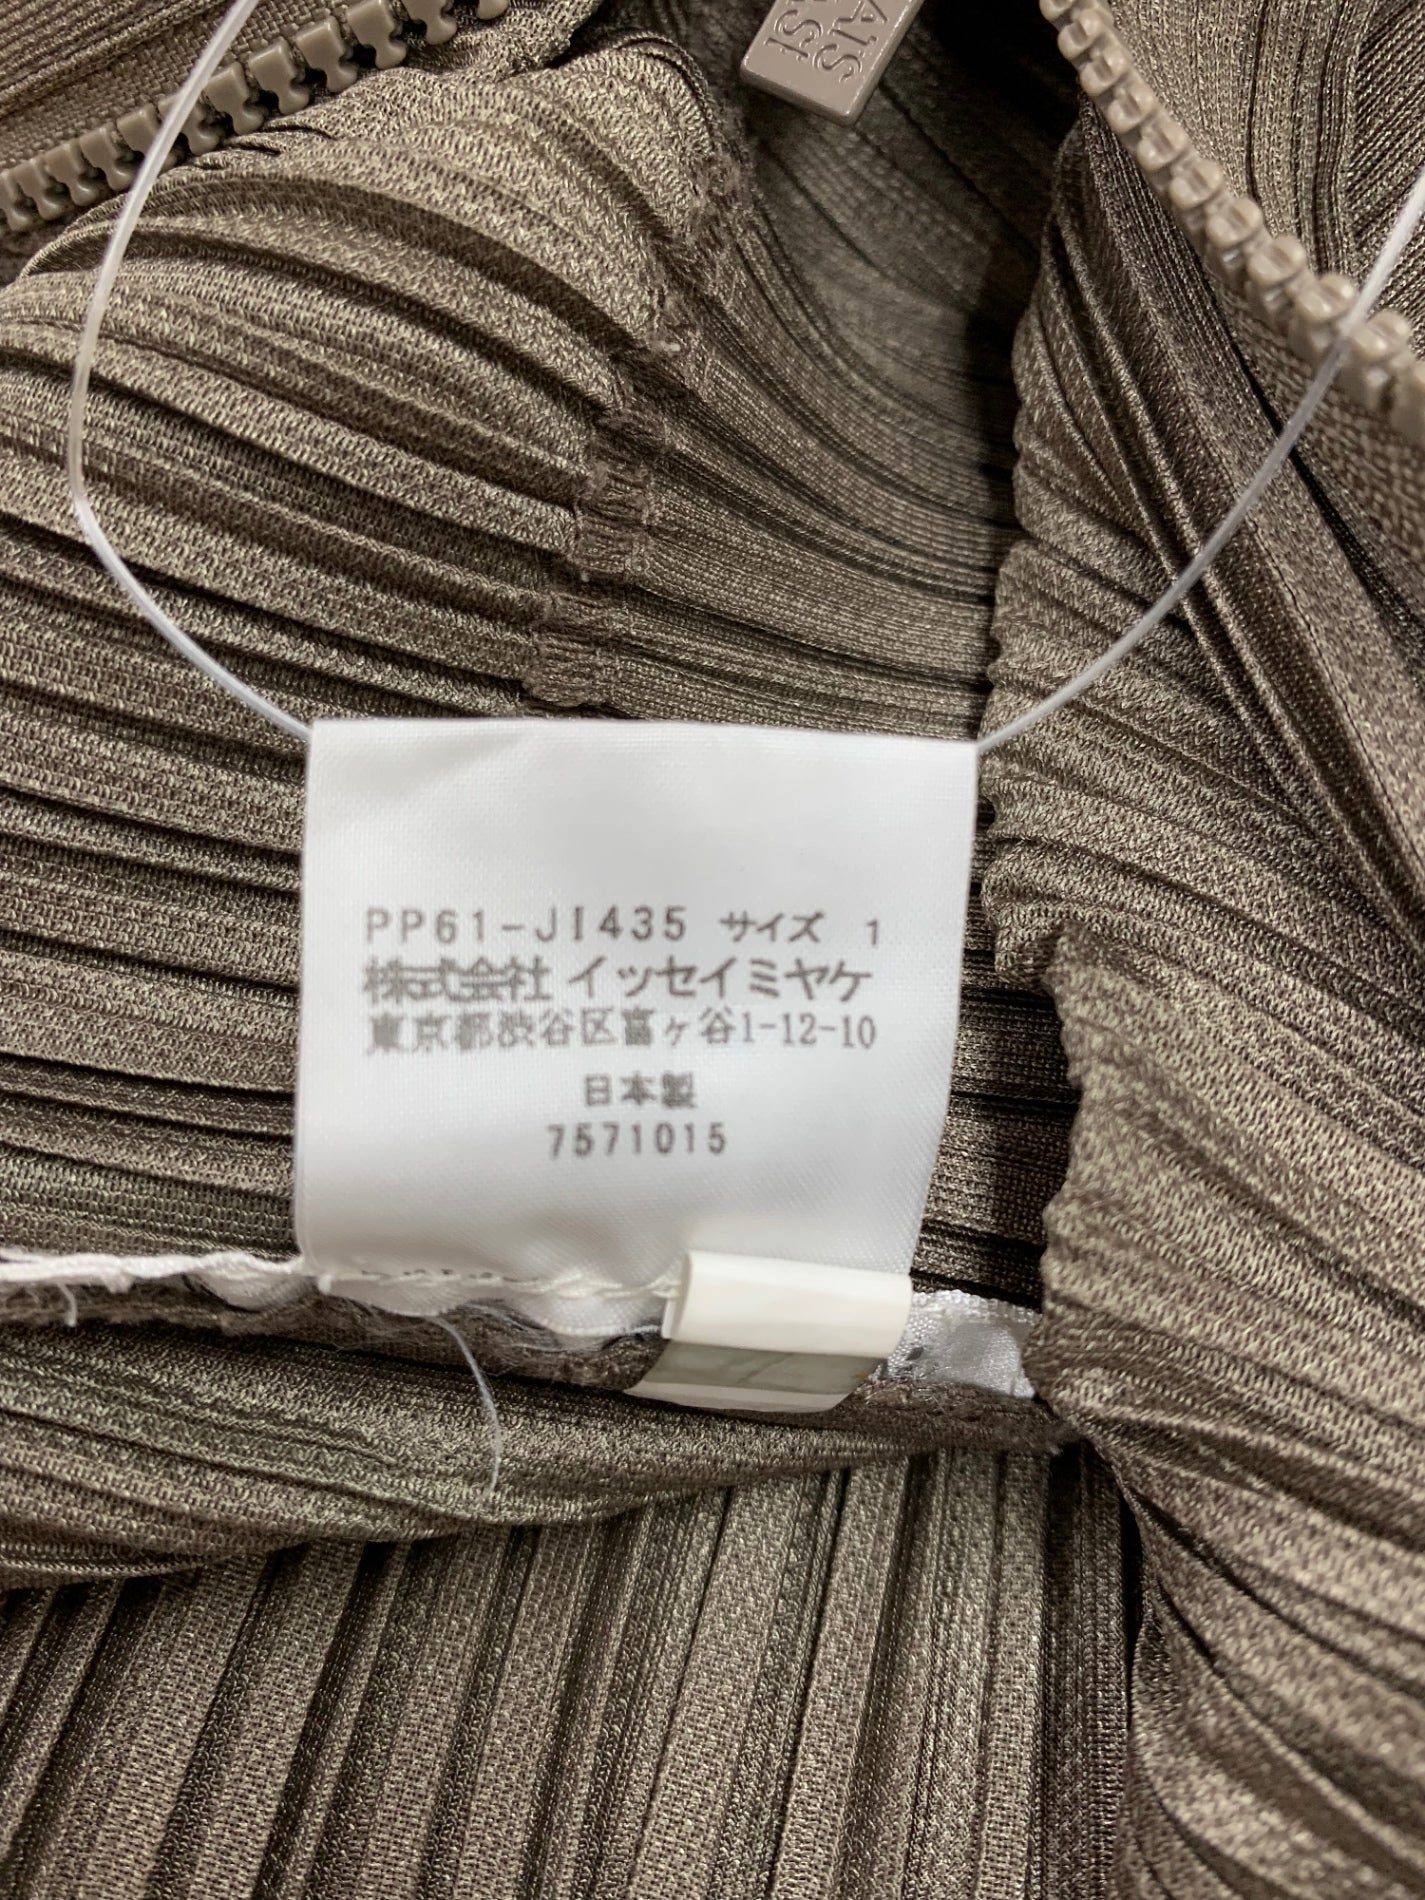 PP61-JI435 サイズ 1
株式会社 イッセイミヤケ
東京都渋谷区富ヶ谷1-12-10
日本製
7571015